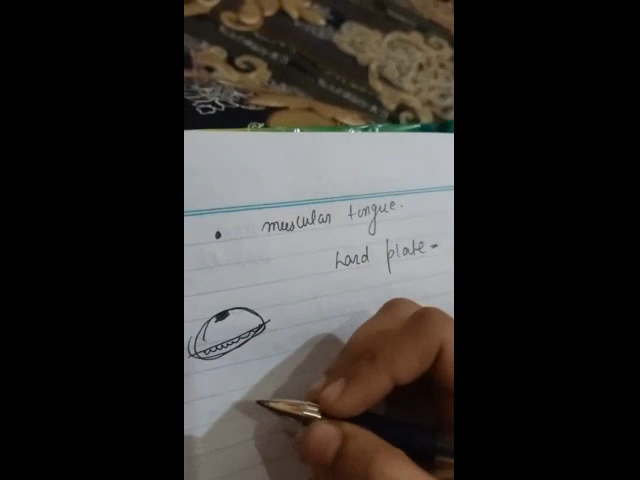 • muscular tongue.
hard plate-